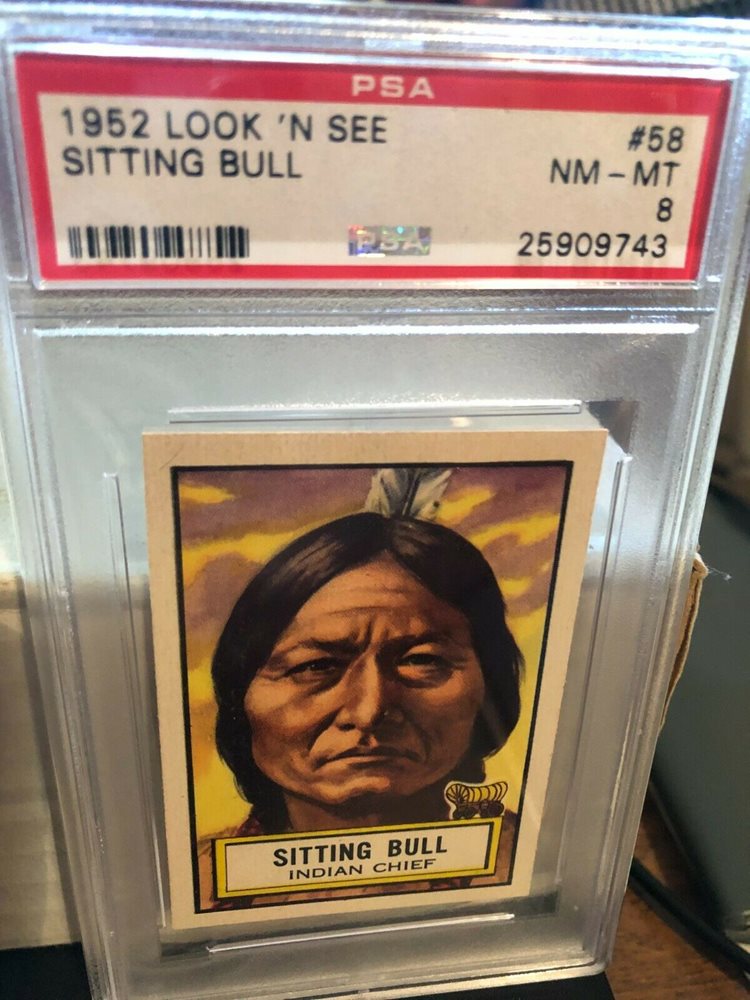 PSA
1952 LOOK 'N SEE #58
SITTING BULL NM - MT
8
PSA 25909743
SITTING BULL
INDIAN CHIEF